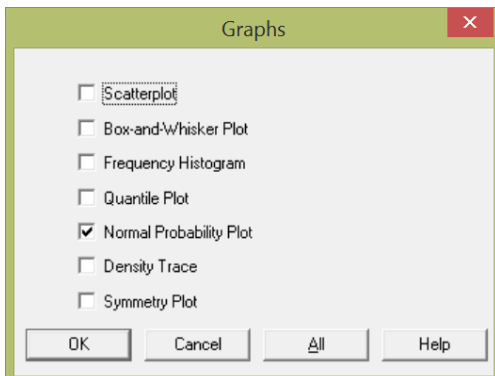 Graphs
Scatterplot
Box-and-Whisker Plot
Frequency Histogram
Quantile Plot
Normal Probability Plot
Density Trace
Symmetry Plot
OK Cancel All Help